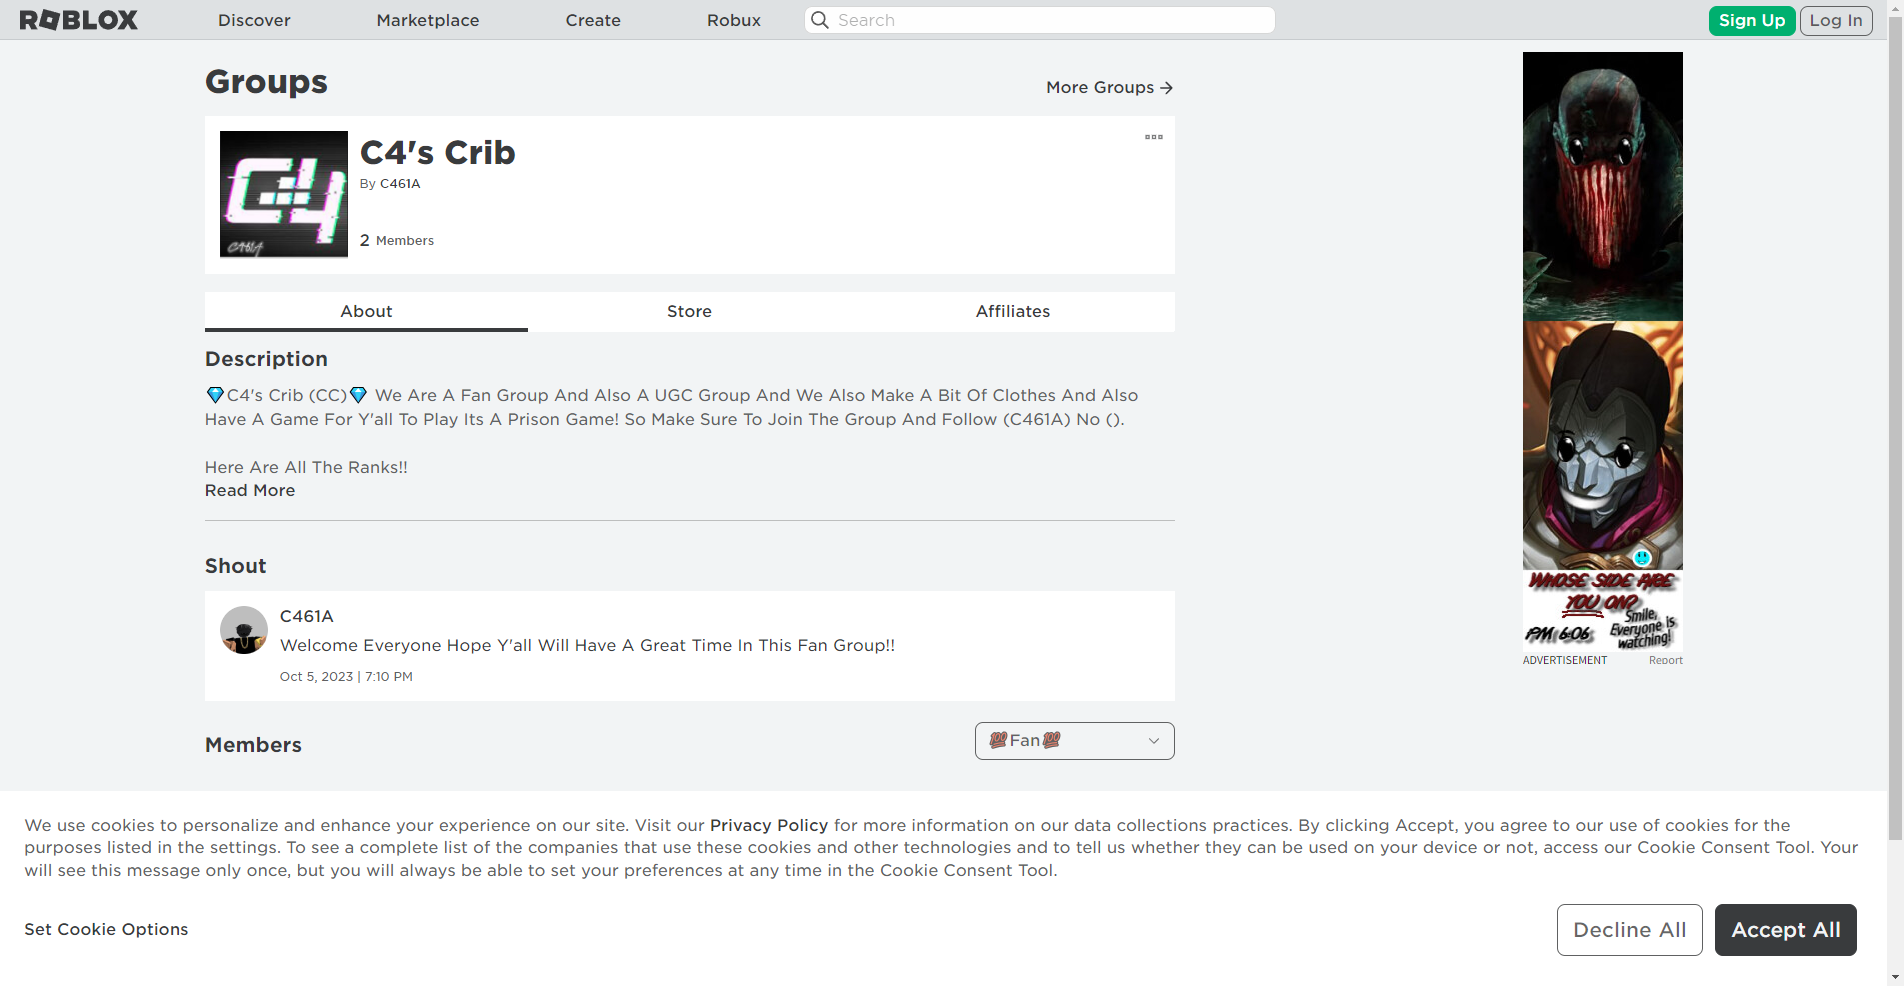 ROBLOX
Discover
Marketplace
Create
Robux
Search
Sign Up
Log In
Groups
More Groups →
C4
C461A
C4's Crib
By C461A
2 Members
About
Store
Affiliates
Description
💎C4's Crib (CC)💎 We Are A Fan Group And Also A UGC Group And We Also Make A Bit Of Clothes And Also
Have A Game For Y'all To Play Its A Prison Game! So Make Sure To Join The Group And Follow (C461A) No ().
Here Are All The Ranks!!
Read More
Shout
C461A
Welcome Everyone Hope Y'all Will Have A Great Time In This Fan Group!!
Oct 5, 2023 | 7:10 PM
Members
💯Fan💯
WHOSE SIDE ARE
YOU ON?
PM 6:06
Smile,
Everyone is
watching!
ADVERTISEMENT
Report
We use cookies to personalize and enhance your experience on our site. Visit our Privacy Policy for more information on our data collections practices. By clicking Accept, you agree to our use of cookies for the
purposes listed in the settings. To see a complete list of the companies that use these cookies and other technologies and to tell us whether they can be used on your device or not, access our Cookie Consent Tool. Your
will see this message only once, but you will always be able to set your preferences at any time in the Cookie Consent Tool.
Set Cookie Options
Decline All
Accept All